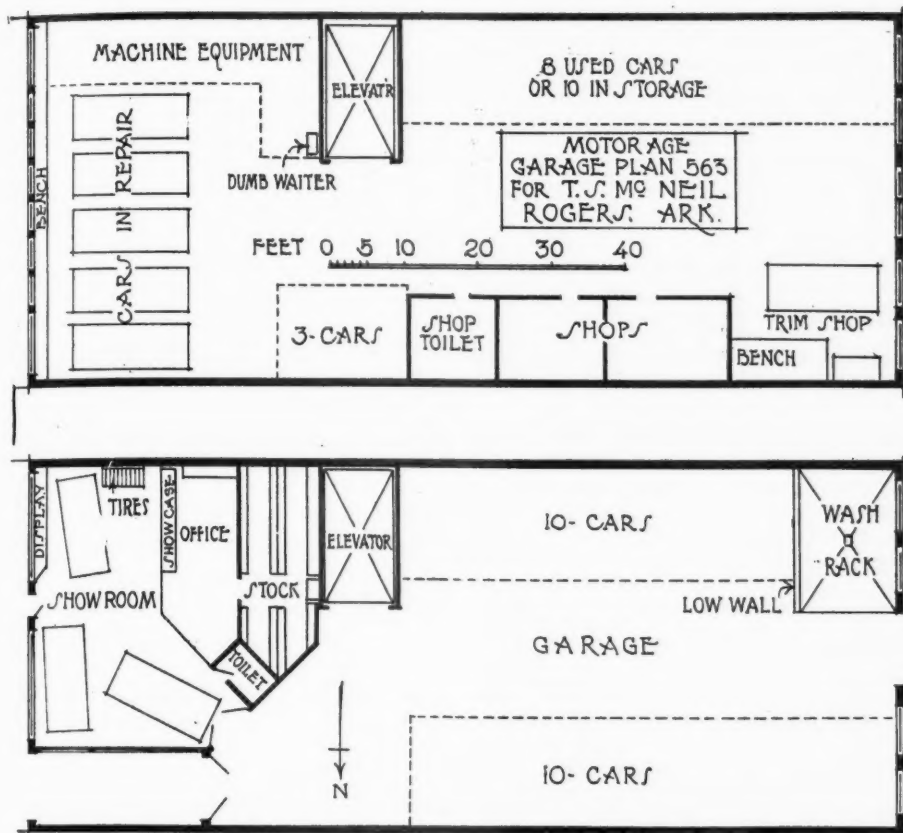 MACHINE EQUIPMENT
ELEVAT'R
8 USED CARS
OR 10 IN STORAGE
MOTOR AGE
GARAGE PLAN 563
FOR T. S. Mc NEIL
ROGERS. ARK.
DUMB WAITER
BENCH
CARS IN REPAIR
FEET 0 5 10 20 30 40
3-CARS
SHOP
TOILET
SHOPS
TRIM SHOP
BENCH
DISPLAY
TIRES
SHOWCASE
OFFICE
ELEVATOR
10-CARS
WASH
RACK
SHOW ROOM
STOCK
LOW WALL
GARAGE
TOILET
N
10-CARS